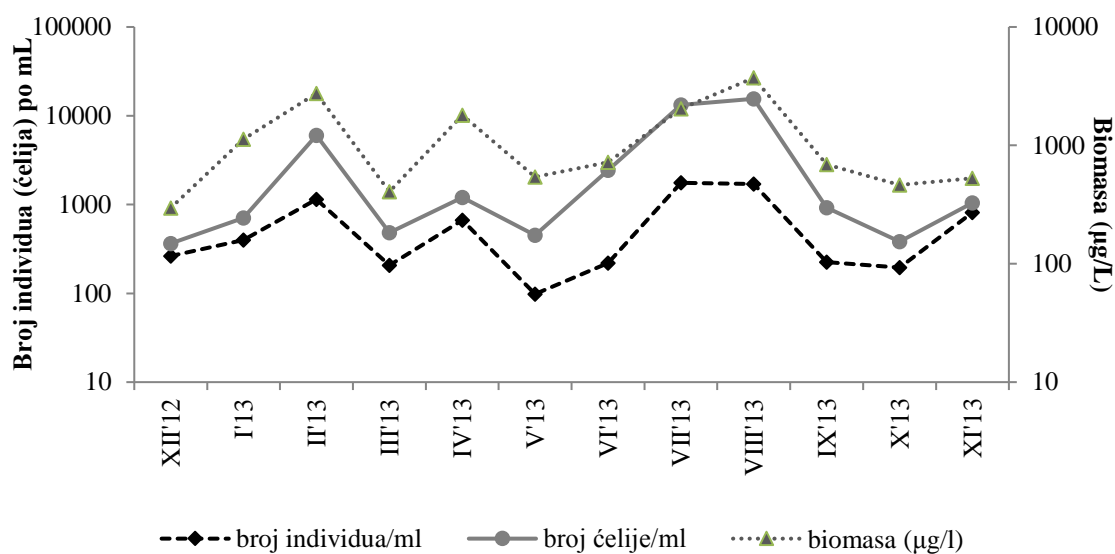 100000
10000
1000
100
10
Broj individua (ćelija) po mL
10000
1000
100
10
Biomasa (µg/L)
XII'12
I'13
II'13
III'13
IV'13
V'13
VI'13
VII'13
VIII'13
IX'13
X'13
XI'13
broj individua/ml
broj ćelije/ml
biomasa (µg/l)